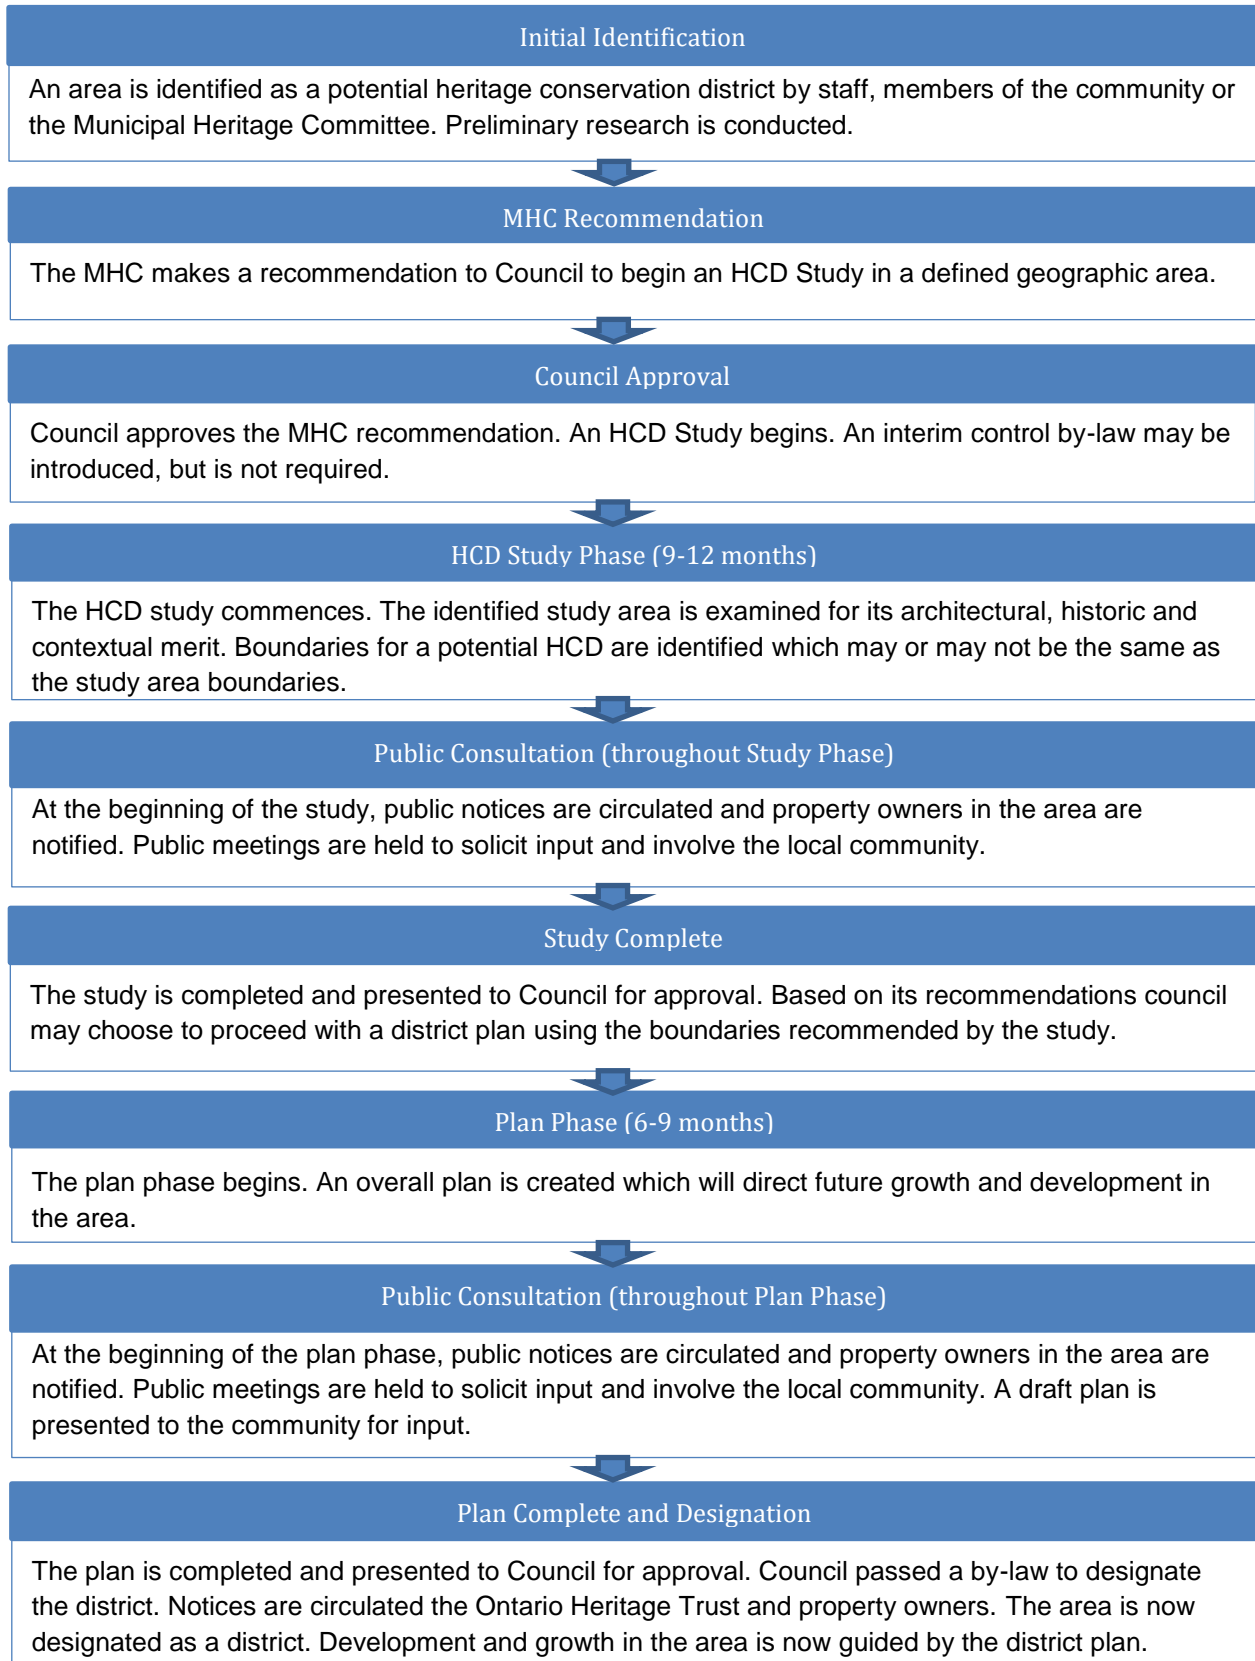 Initial Identification
An area is identified as a potential heritage conservation district by staff, members of the community or
the Municipal Heritage Committee. Preliminary research is conducted.
MHC Recommendation
The MHC makes a recommendation to Council to begin an HCD Study in a defined geographic area.
Council Approval
Council approves the MHC recommendation. An HCD Study begins. An interim control by-law may be
introduced, but is not required.
HCD Study Phase (9-12 months)
The HCD study commences. The identified study area is examined for its architectural, historic and
contextual merit. Boundaries for a potential HCD are identified which may or may not be the same as
the study area boundaries.
Public Consultation (throughout Study Phase)
At the beginning of the study, public notices are circulated and property owners in the area are
notified. Public meetings are held to solicit input and involve the local community.
Study Complete
The study is completed and presented to Council for approval. Based on its recommendations council
may choose to proceed with a district plan using the boundaries recommended by the study.
Plan Phase (6-9 months)
The plan phase begins. An overall plan is created which will direct future growth and development in
the area.
Public Consultation (throughout Plan Phase)
At the beginning of the plan phase, public notices are circulated and property owners in the area are
notified. Public meetings are held to solicit input and involve the local community. A draft plan is
presented to the community for input.
Plan Complete and Designation
The plan is completed and presented to Council for approval. Council passed a by-law to designate
the district. Notices are circulated the Ontario Heritage Trust and property owners. The area is now
designated as a district. Development and growth in the area is now guided by the district plan.